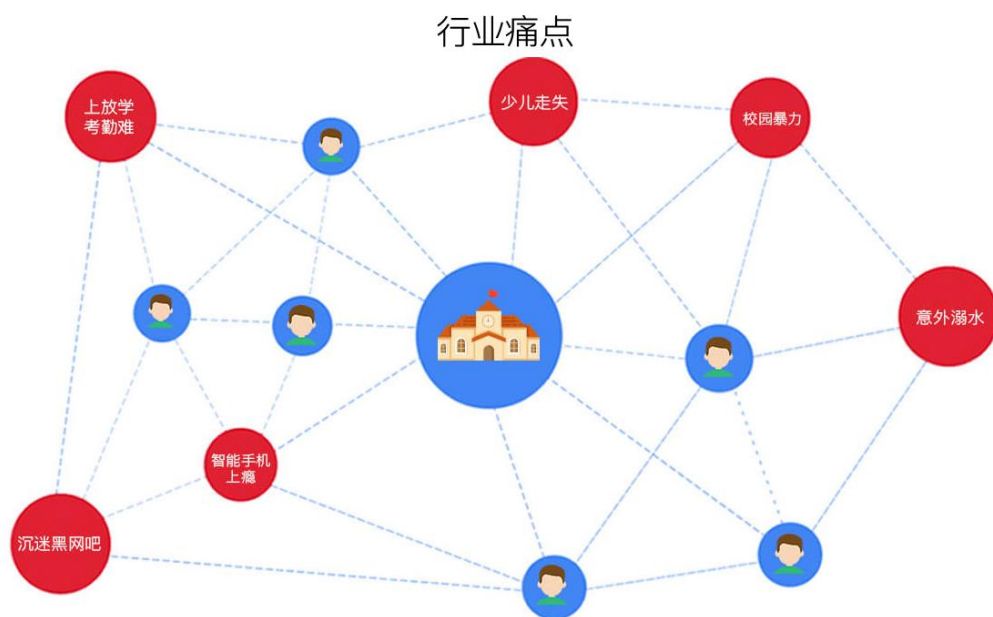 行业痛点
上放学
考勤难
少儿走失
校园暴力
意外溺水
智能手机
上瘾
沉迷黑网吧